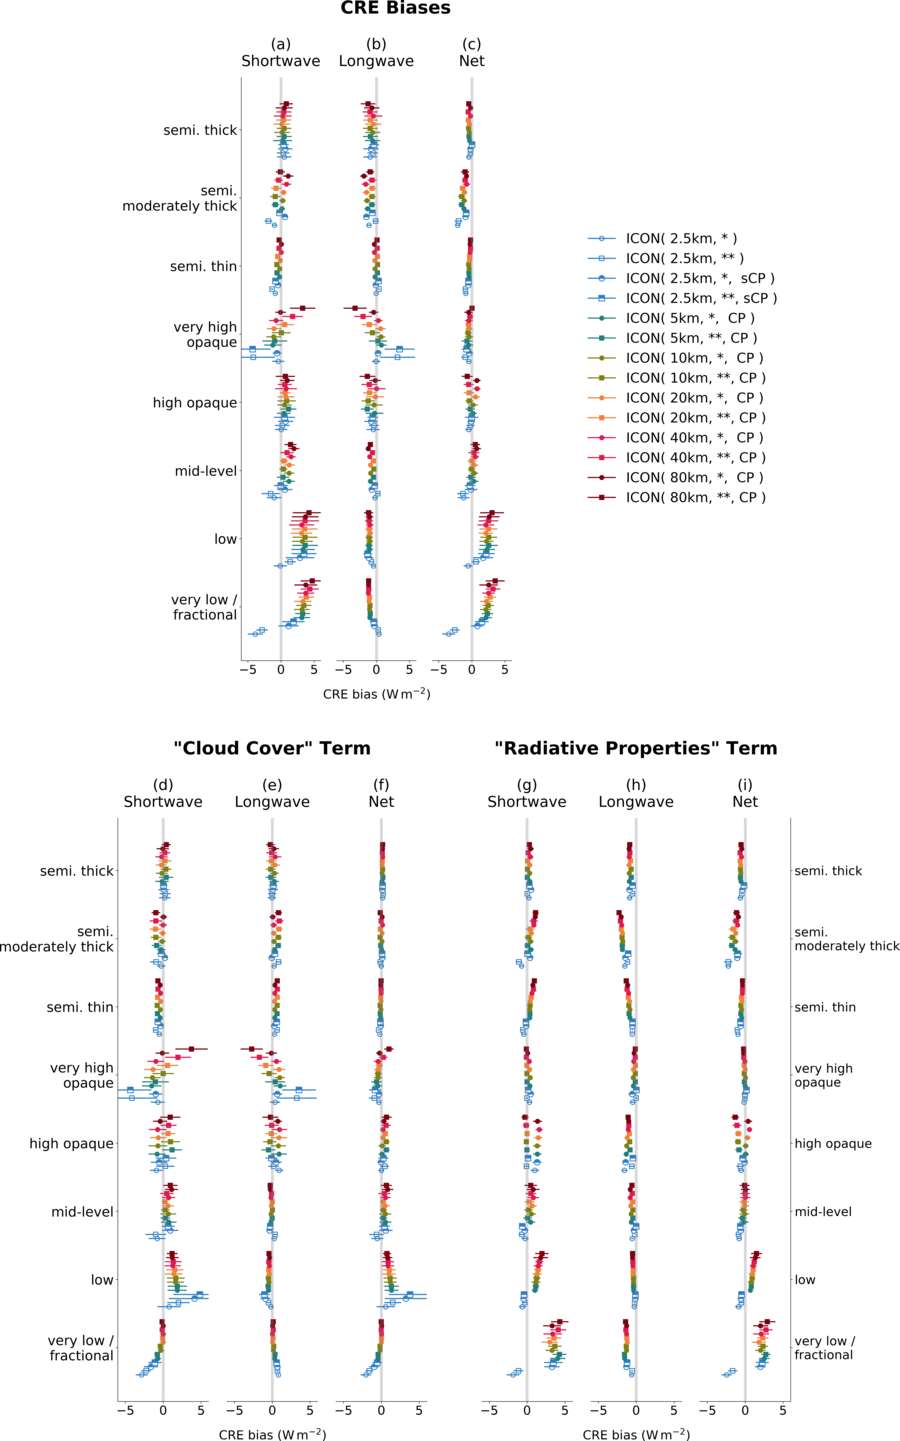 CRE Biases
(a)
Shortwave
(b)
Longwave
(c)
Net
semi. thick
semi.
moderately thick
semi. thin
very high
opaque
high opaque
mid-level
low
very low /
fractional
−5 0 5 −5 0 5 −5 0 5
CRE bias (W m−2)
ICON( 2.5km, * )
ICON( 2.5km, ** )
ICON( 2.5km, *, sCP )
ICON( 2.5km, **, sCP )
ICON( 5km, *, CP )
ICON( 5km, **, CP )
ICON( 10km, *, CP )
ICON( 10km, **, CP )
ICON( 20km, *, CP )
ICON( 20km, **, CP )
ICON( 40km, *, CP )
ICON( 40km, **, CP )
ICON( 80km, *, CP )
ICON( 80km, **, CP )
"Cloud Cover" Term
(d)
Shortwave
(e)
Longwave
(f)
Net
semi. thick
semi.
moderately thick
semi. thin
very high
opaque
high opaque
mid-level
low
very low /
fractional
−5 0 5 −5 0 5 −5 0 5
CRE bias (W m−2)
"Radiative Properties" Term
(g)
Shortwave
(h)
Longwave
(i)
Net
semi. thick
semi.
moderately thick
semi. thin
very high
opaque
high opaque
mid-level
low
very low /
fractional
−5 0 5 −5 0 5 −5 0 5
CRE bias (W m−2)